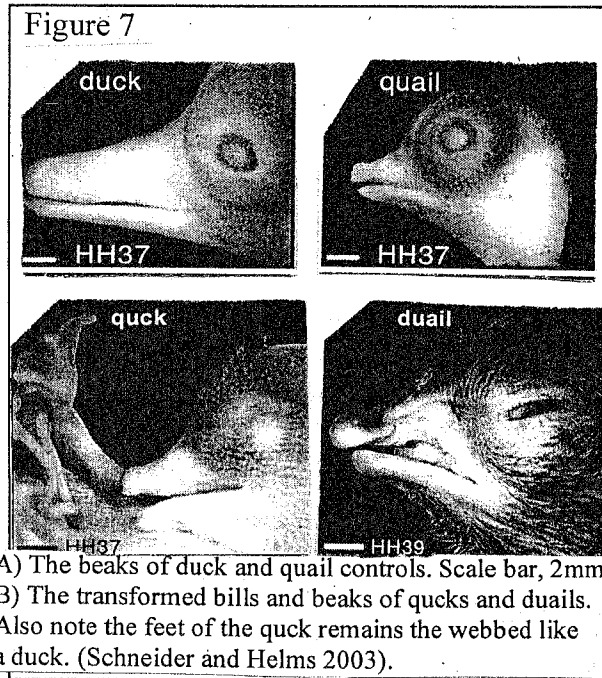 Figure 7
duck
quail
HH37
HH37
quck
duail
HH37
HH39
A) The beaks of duck and quail controls. Scale bar, 2mm
B) The transformed bills and beaks of qucks and duails.
Also note the feet of the quck remains the webbed like
a duck. (Schneider and Helms 2003).